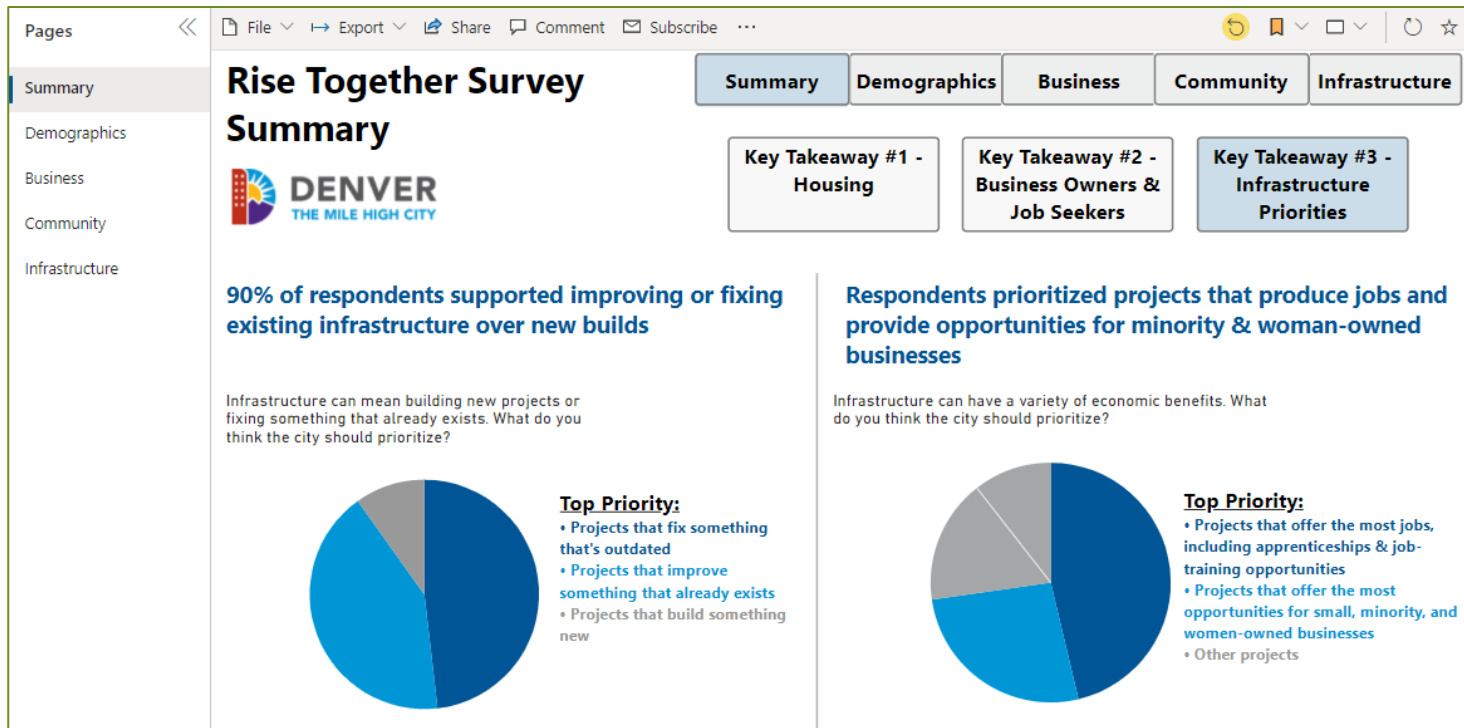 Pages
Summary
Demographics
Business
Community
Infrastructure
File
Export
Share
Comment
Subscribe
Rise Together Survey
Summary
DENVER
THE MILE HIGH CITY
Summary
Demographics
Business
Community
Infrastructure
Key Takeaway #1 -
Housing
Key Takeaway #2 -
Business Owners &
Job Seekers
Key Takeaway #3 -
Infrastructure
Priorities
90% of respondents supported improving or fixing
existing infrastructure over new builds
Infrastructure can mean building new projects or
fixing something that already exists. What do you
think the city should prioritize?
Top Priority:
• Projects that fix something
that's outdated
• Projects that improve
something that already exists
• Projects that build something
new
Respondents prioritized projects that produce jobs and
provide opportunities for minority & woman-owned
businesses
Infrastructure can have a variety of economic benefits. What
do you think the city should prioritize?
Top Priority:
• Projects that offer the most jobs,
including apprenticeships & job-
training opportunities
• Projects that offer the most
opportunities for small, minority, and
women-owned businesses
• Other projects